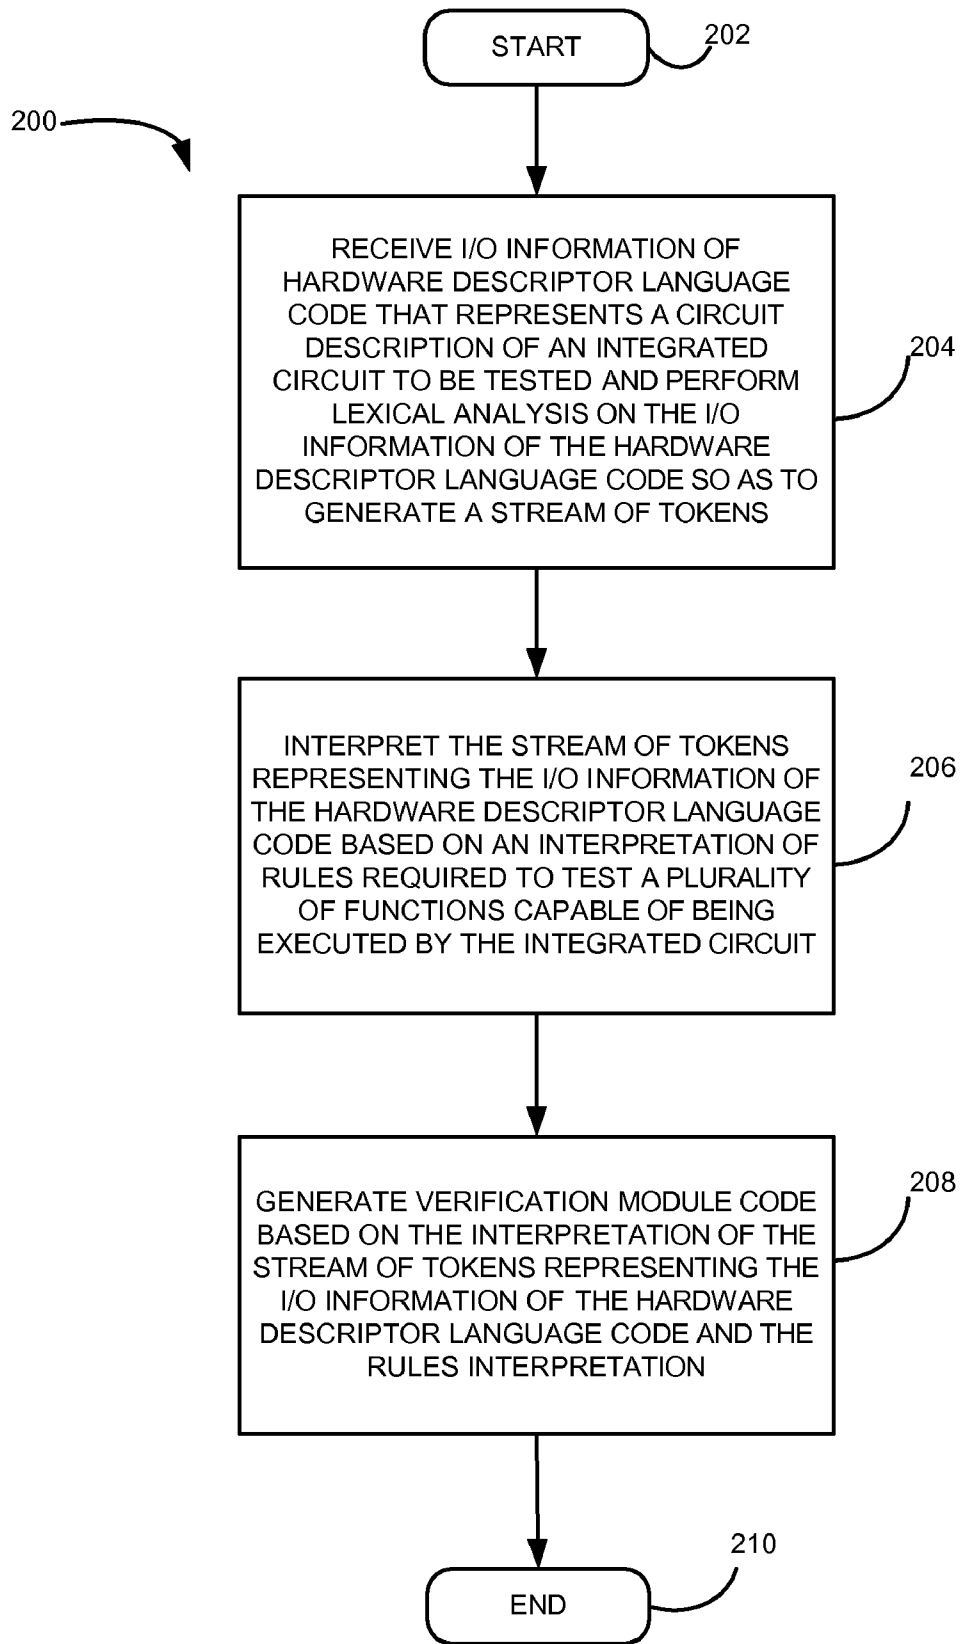 START
202
200
RECEIVE I/O INFORMATION OF
HARDWARE DESCRIPTOR LANGUAGE
CODE THAT REPRESENTS A CIRCUIT
DESCRIPTION OF AN INTEGRATED
CIRCUIT TO BE TESTED AND PERFORM
LEXICAL ANALYSIS ON THE I/O
INFORMATION OF THE HARDWARE
DESCRIPTOR LANGUAGE CODE SO AS TO
GENERATE A STREAM OF TOKENS
204
INTERPRET THE STREAM OF TOKENS
REPRESENTING THE I/O INFORMATION OF
THE HARDWARE DESCRIPTOR LANGUAGE
CODE BASED ON AN INTERPRETATION OF
RULES REQUIRED TO TEST A PLURALITY
OF FUNCTIONS CAPABLE OF BEING
EXECUTED BY THE INTEGRATED CIRCUIT
206
GENERATE VERIFICATION MODULE CODE
BASED ON THE INTERPRETATION OF THE
STREAM OF TOKENS REPRESENTING THE
I/O INFORMATION OF THE HARDWARE
DESCRIPTOR LANGUAGE CODE AND THE
RULES INTERPRETATION
208
END
210